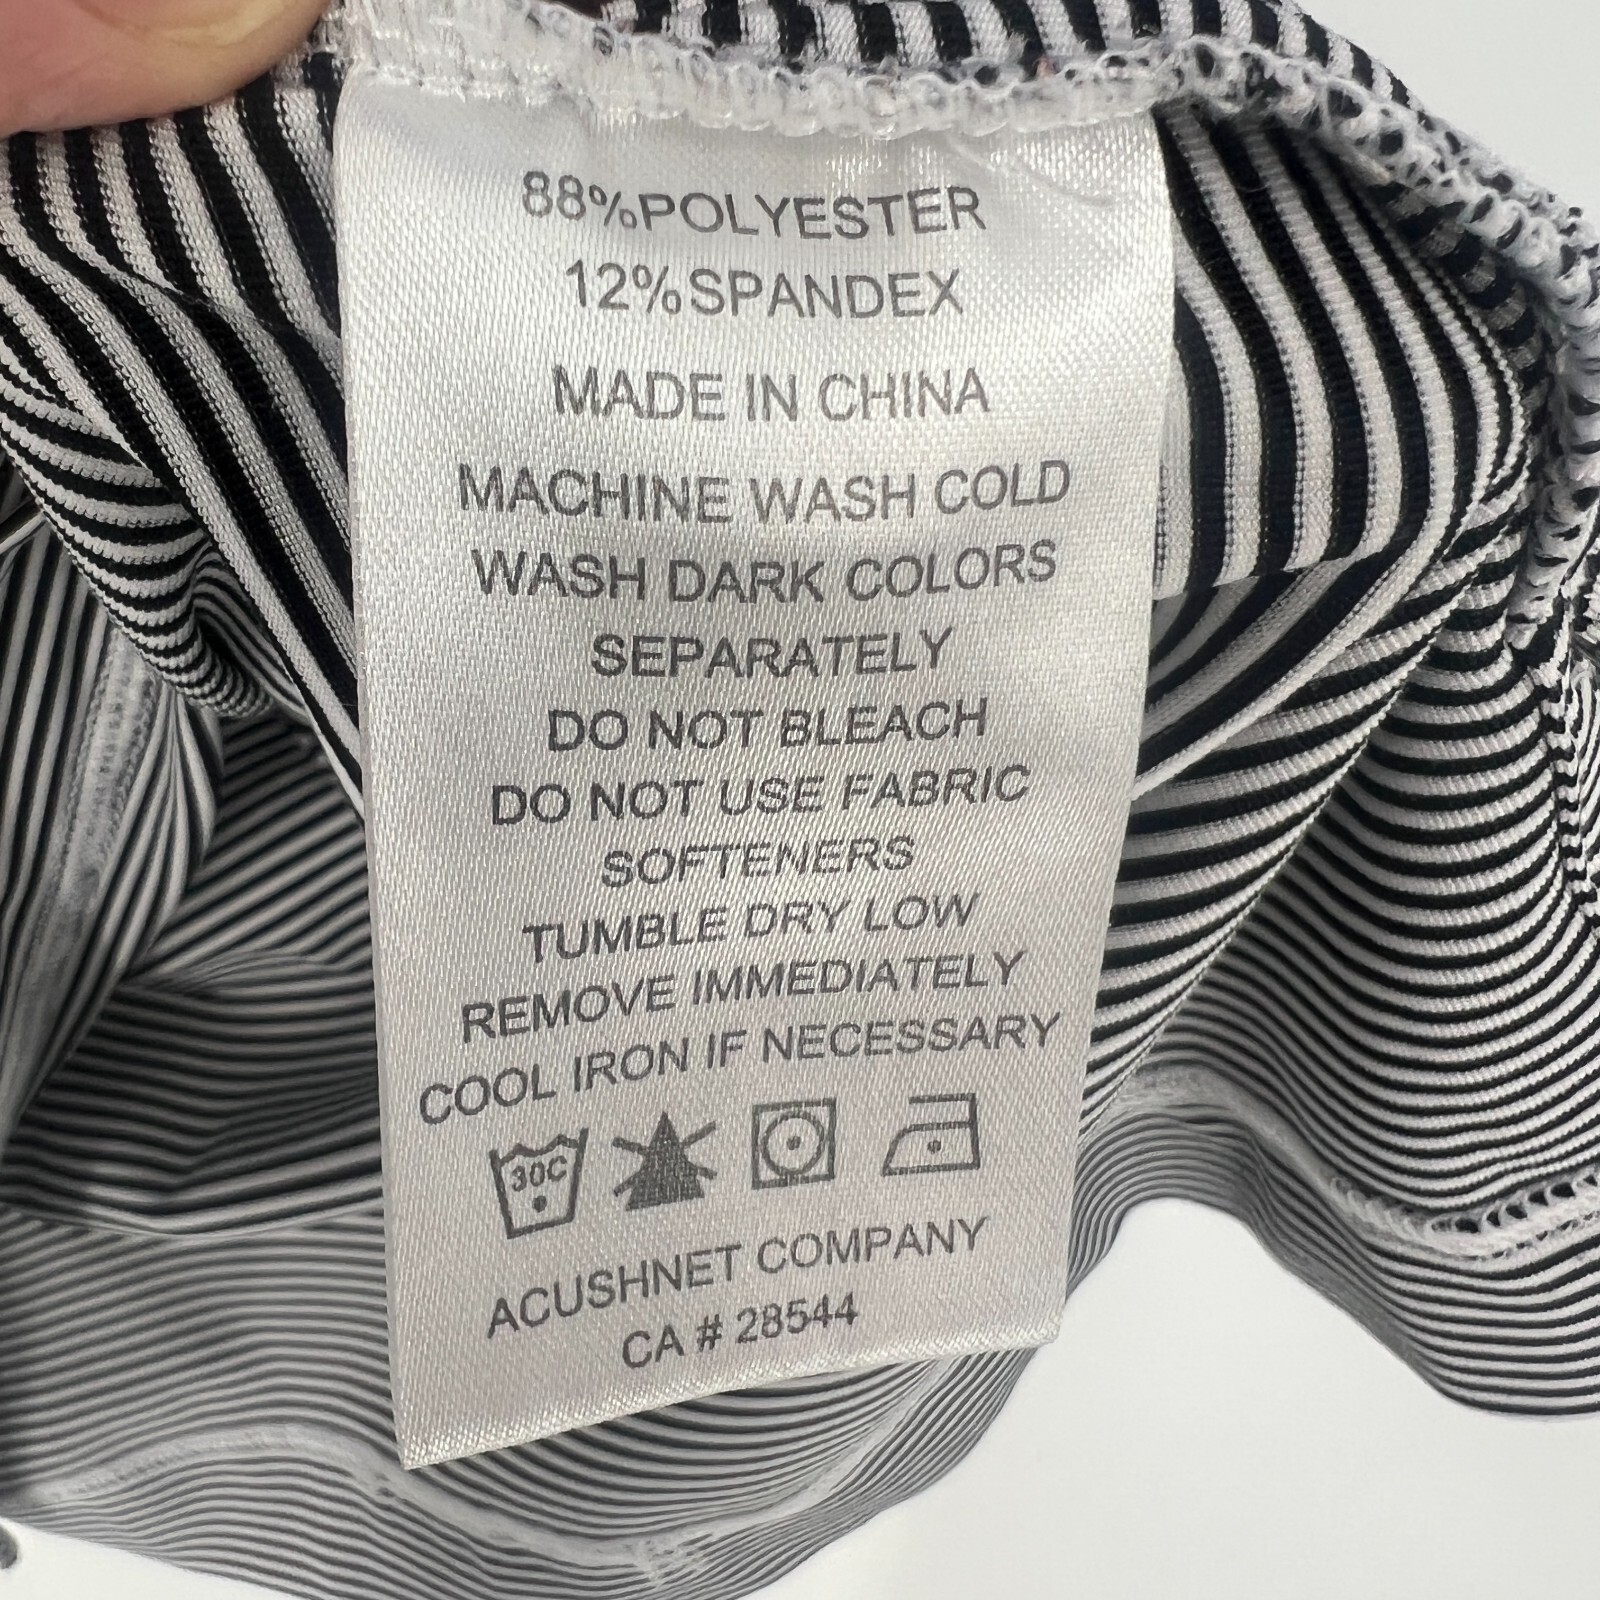 88%POLYESTER
12%SPANDEX
MADE IN CHINA
MACHINE WASH COLD
WASH DARK COLORS
SEPARATELY
DO NOT BLEACH
DO NOT USE FABRIC
SOFTENERS
TUMBLE DRY LOW
REMOVE IMMEDIATELY
COOL IRON IF NECESSARY
30C
ACUSHNET COMPANY
CA # 28544